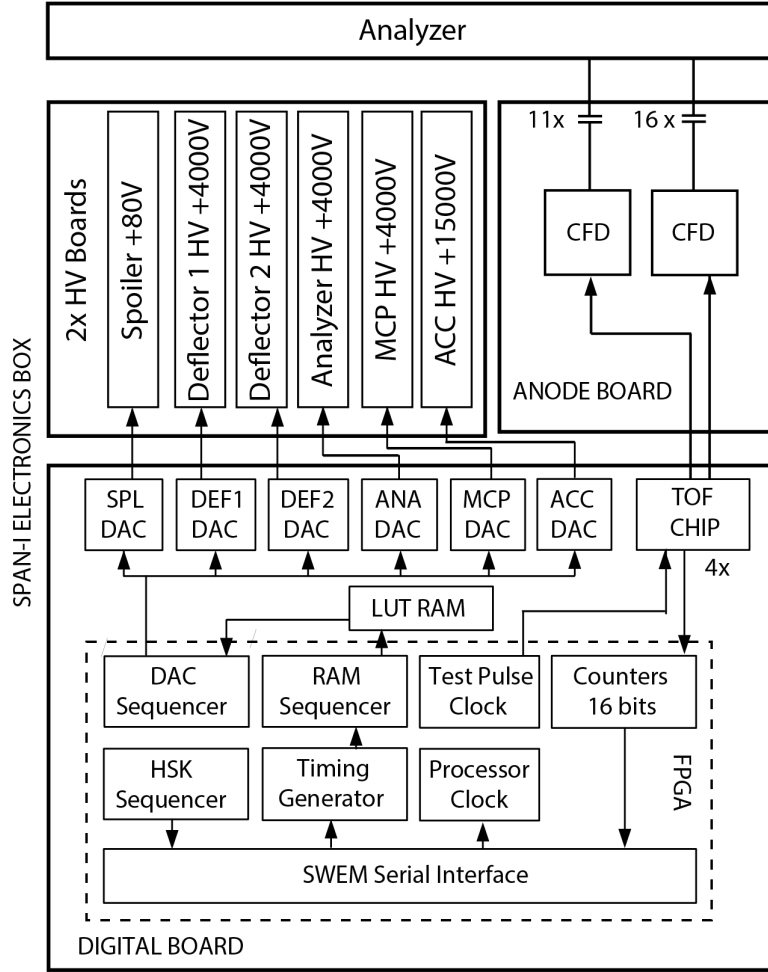 Analyzer
SPAN-I ELECTRONICS BOX
2x HV Boards
Spoiler +80V
Deflector 1 HV +4000V
Deflector 2 HV +4000V
Analyzer HV +4000V
MCP HV +4000V
ACC HV +15000V
11x
16 x
CFD
CFD
ANODE BOARD
SPL
DAC
DEF1
DAC
DEF2
DAC
ANA
DAC
MCP
DAC
ACC
DAC
TOF
CHIP
4x
LUT RAM
DAC
Sequencer
RAM
Sequencer
Test Pulse
Clock
Counters
16 bits
HSK
Sequencer
Timing
Generator
Processor
Clock
FPGA
SWEM Serial Interface
DIGITAL BOARD